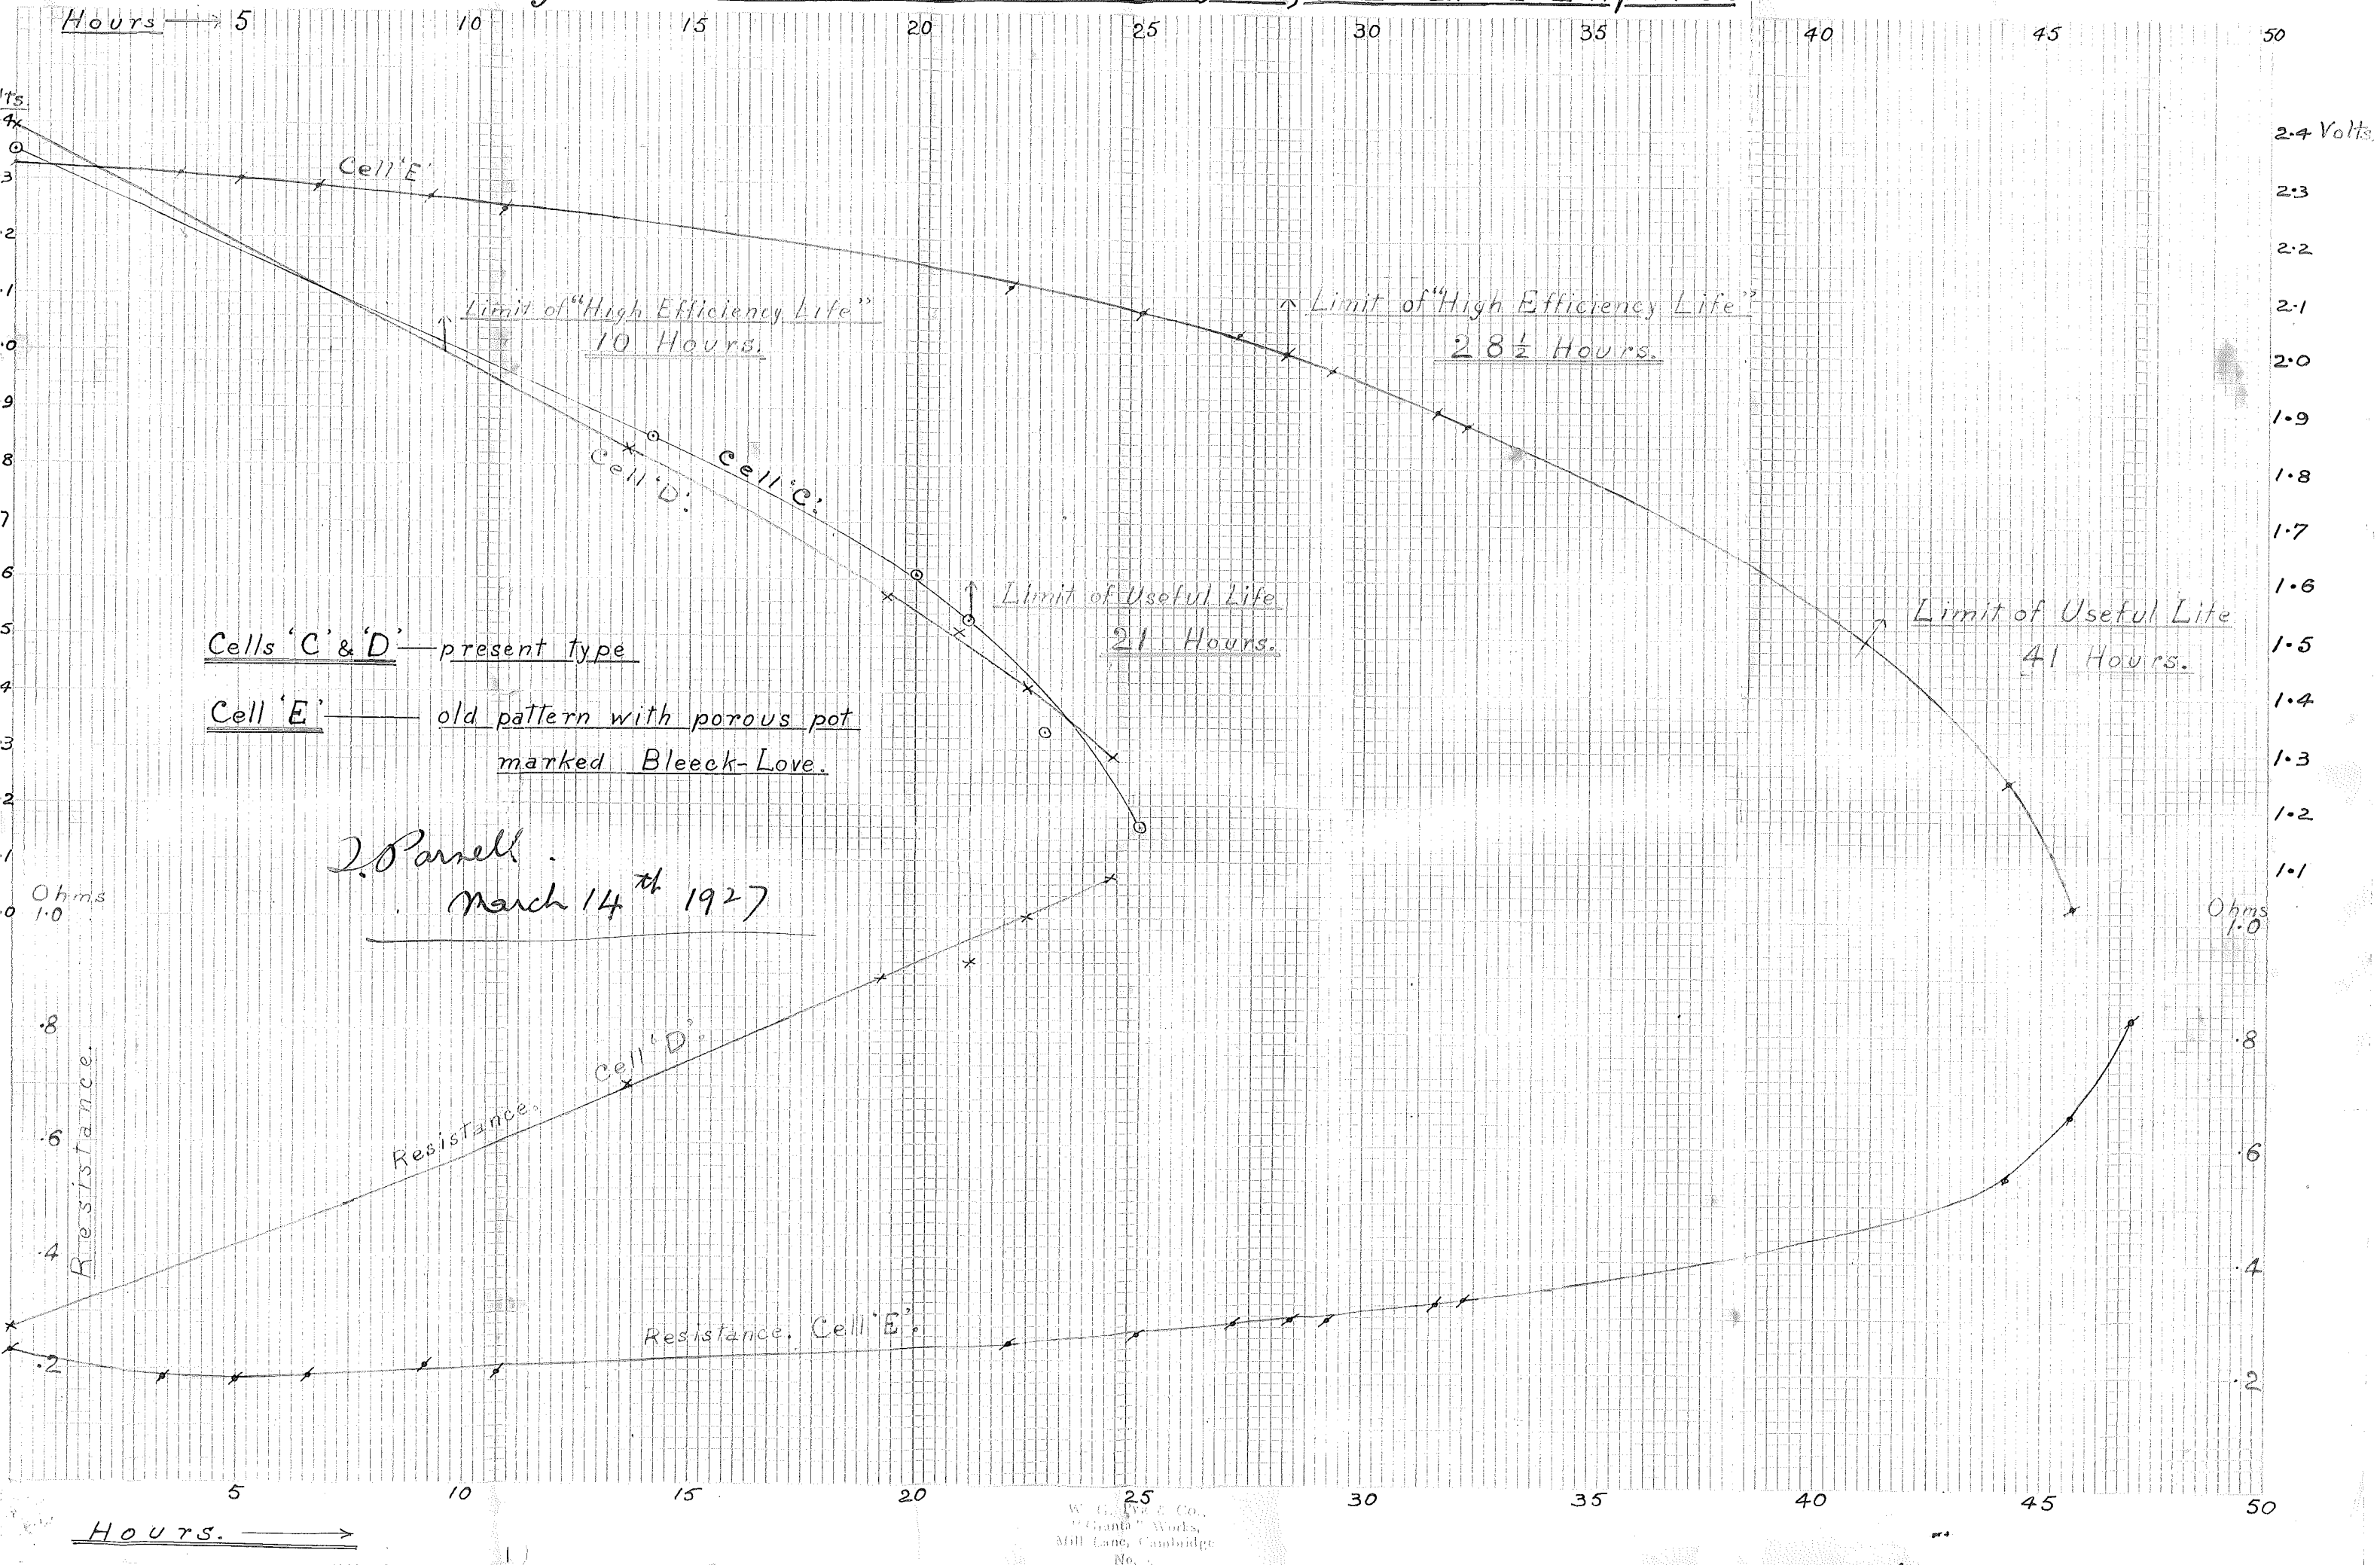 Hours 5 10 15 20 25 30 35 40 45 50
2.4 Volts
Cell 'E'
2.3
2.2
Limit of "High Efficiency Life"
10 Hours.
Limit of "High Efficiency Life"
28½ Hours.
2.1
2.0
1.9
Cell 'D'.
Cell 'C'.
1.8
1.7
1.6
Limit of Useful Life
21 Hours.
Limit of Useful Life
41 Hours.
Cells 'C' & 'D' — present type
1.5
1.4
Cell 'E' — old pattern with porous pot
marked Bleeck-Love.
1.3
1.2
T. Parnell.
March 14th 1927
1.1
Ohms
1.0
Ohms
1.0
.8
.8
Resistance.
Resistance. Cell 'D'.
.6
.6
.4
.4
Resistance. Cell 'E'.
.2
.2
5 10 15 20 25 30 35 40 45 50
Hours.
Mill Lane, Cambridge
No.